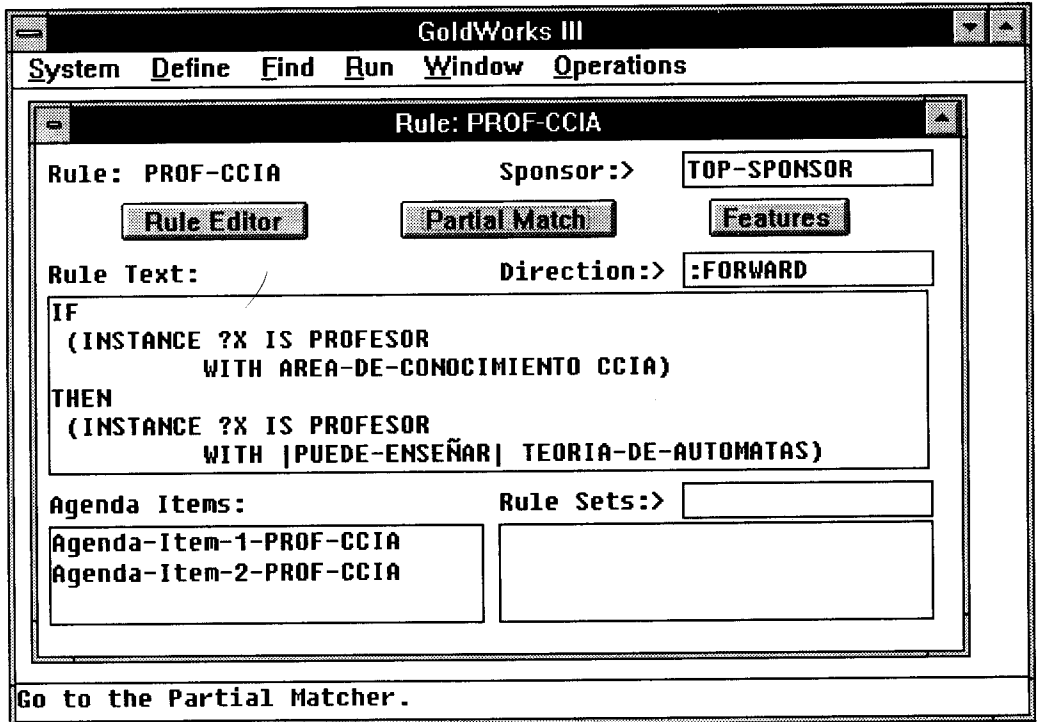 GoldWorks III
System Define Find Run Window Operations
Rule: PROF-CCIA
Rule: PROF-CCIA Sponsor:> TOP-SPONSOR
Rule Editor Partial Match Features
Rule Text: Direction:> :FORWARD
IF
(INSTANCE ?X IS PROFESOR
WITH AREA-DE-CONOCIMIENTO CCIA)
THEN
(INSTANCE ?X IS PROFESOR
WITH |PUEDE-ENSEÑAR| TEORIA-DE-AUTOMATAS)
Agenda Items: Rule Sets:>
Agenda-Item-1-PROF-CCIA
Agenda-Item-2-PROF-CCIA
Go to the Partial Matcher.